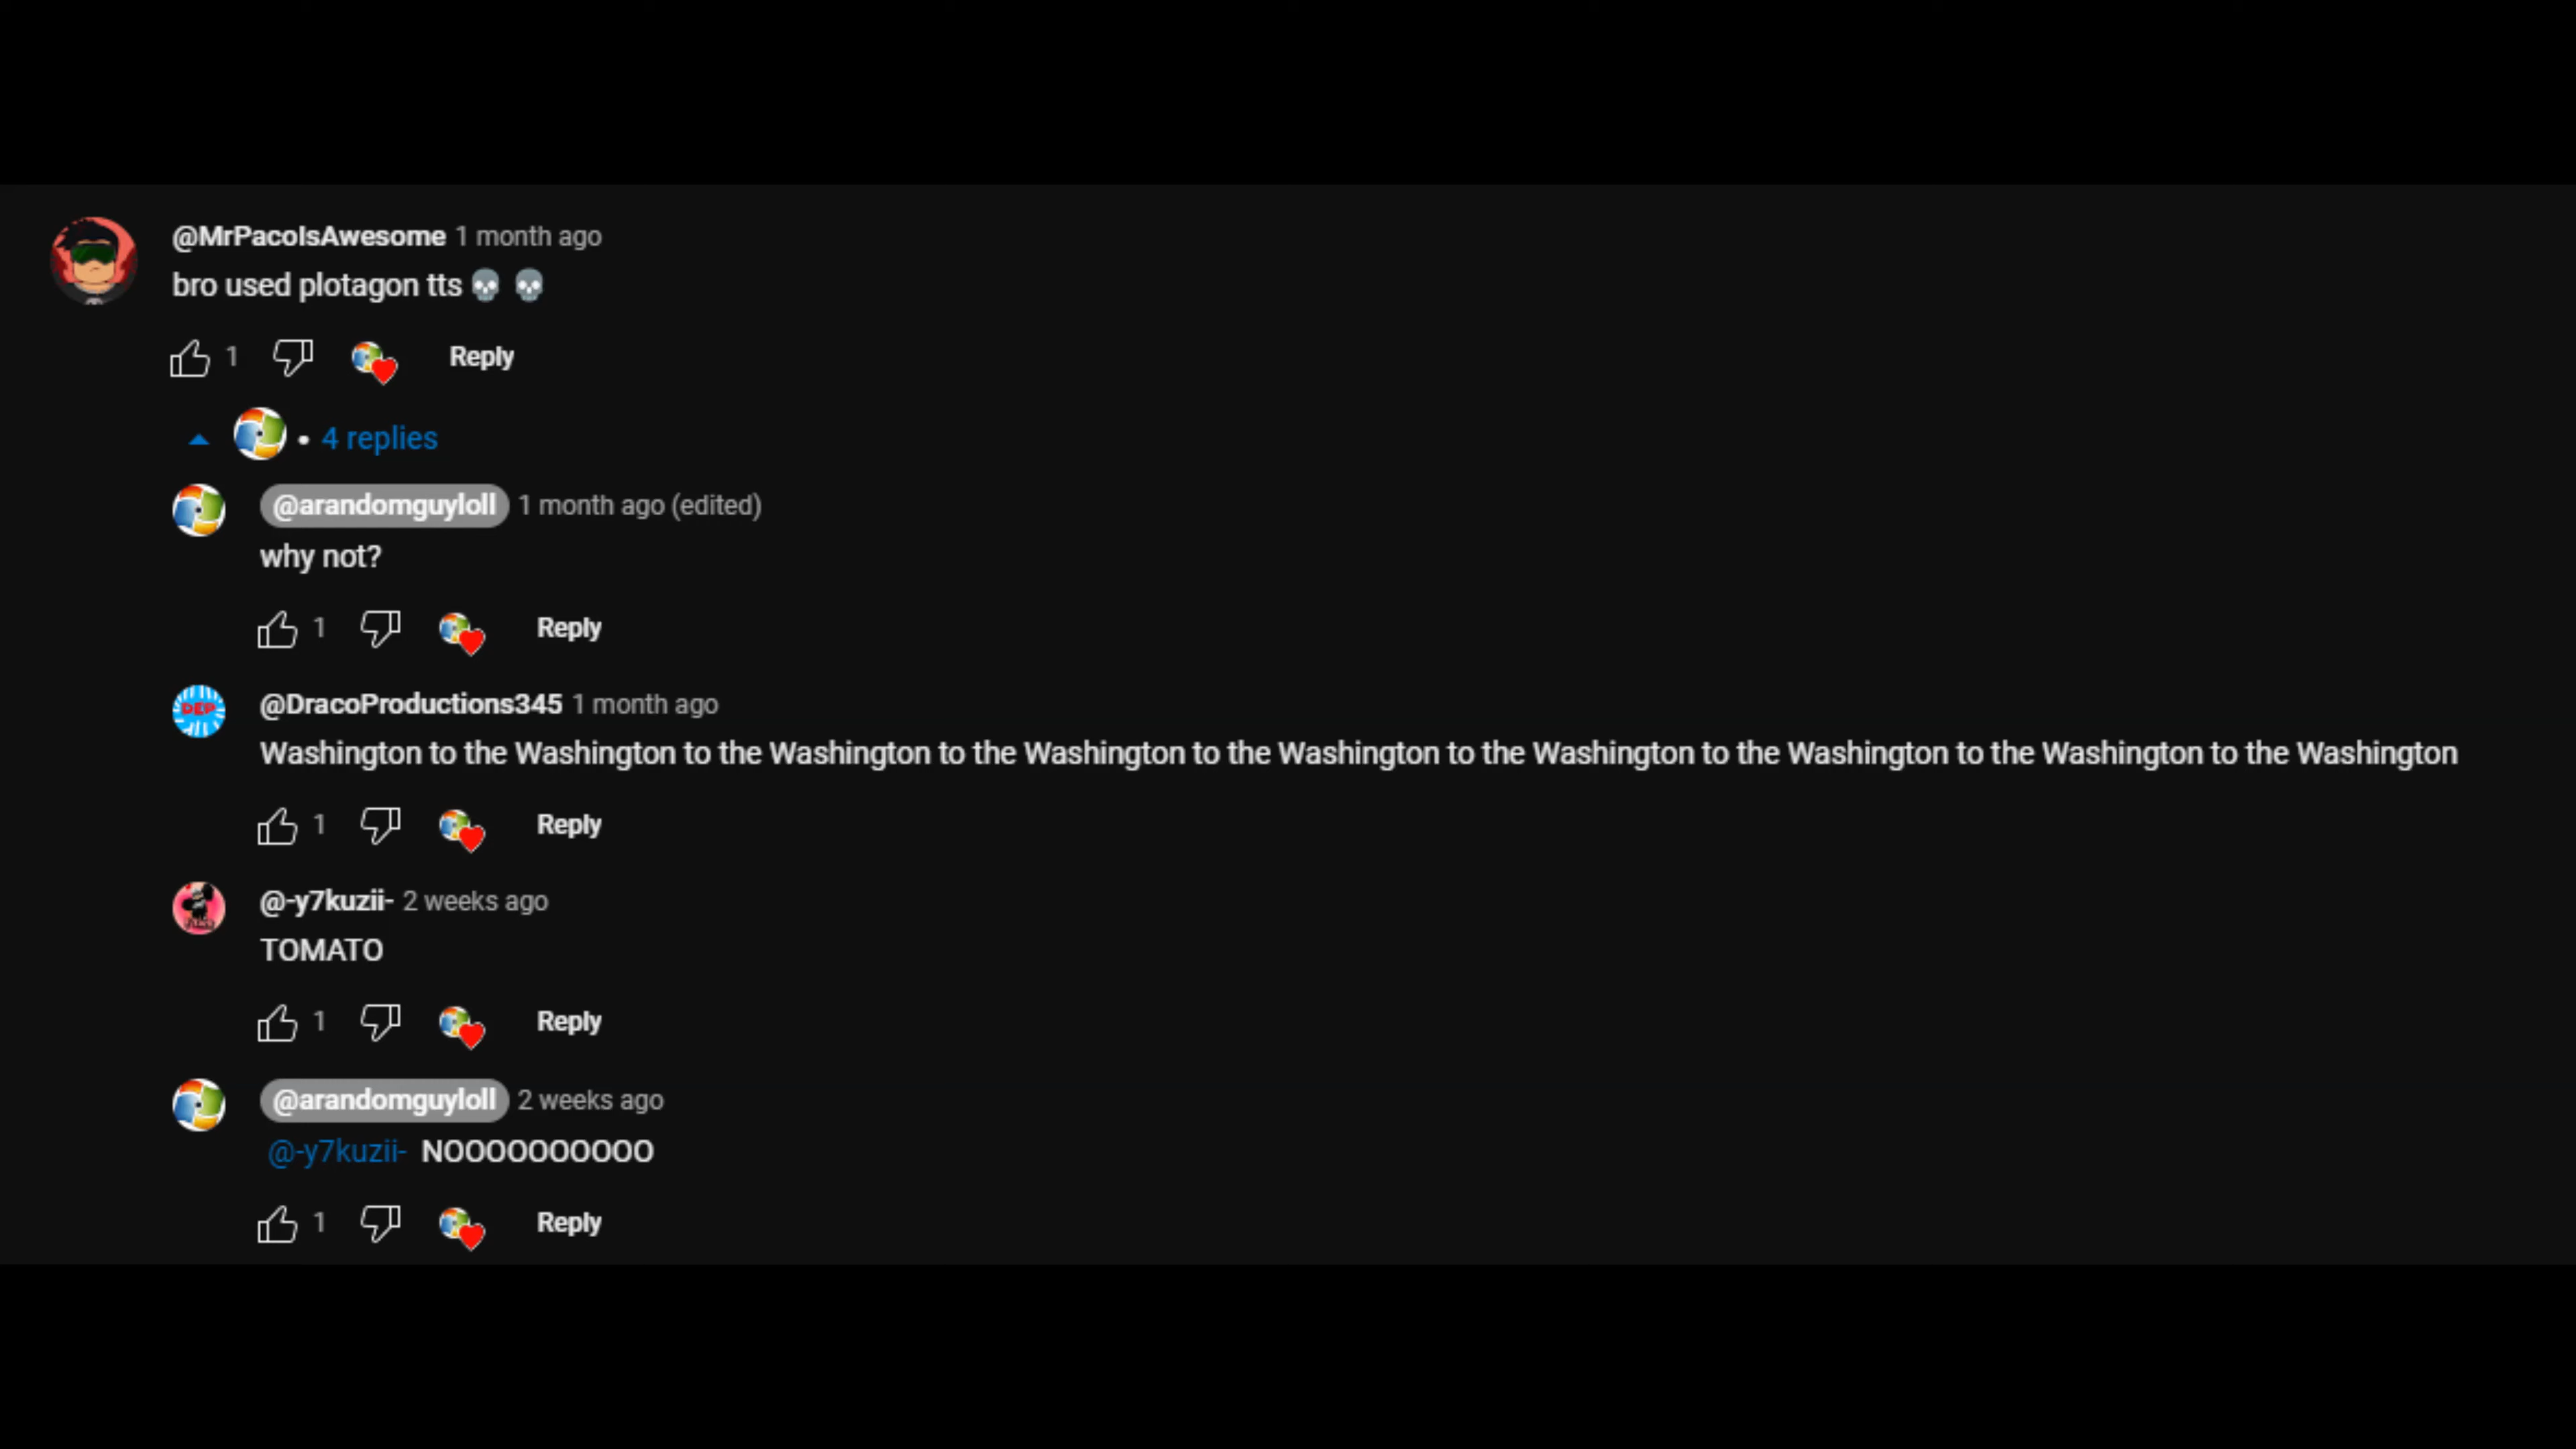 @MrPacoIsAwesome 1 month ago
bro used plotagon tts 💀 💀
1 Reply
• 4 replies
@arandomguyloll 1 month ago (edited)
why not?
1 Reply
DEP
@DracoProductions345 1 month ago
Washington to the Washington to the Washington to the Washington to the Washington to the Washington to the Washington to the Washington to the Washington
1 Reply
@-y7kuzii- 2 weeks ago
TOMATO
1 Reply
@arandomguyloll 2 weeks ago
@-y7kuzii- NOOOOOOOOOO
1 Reply